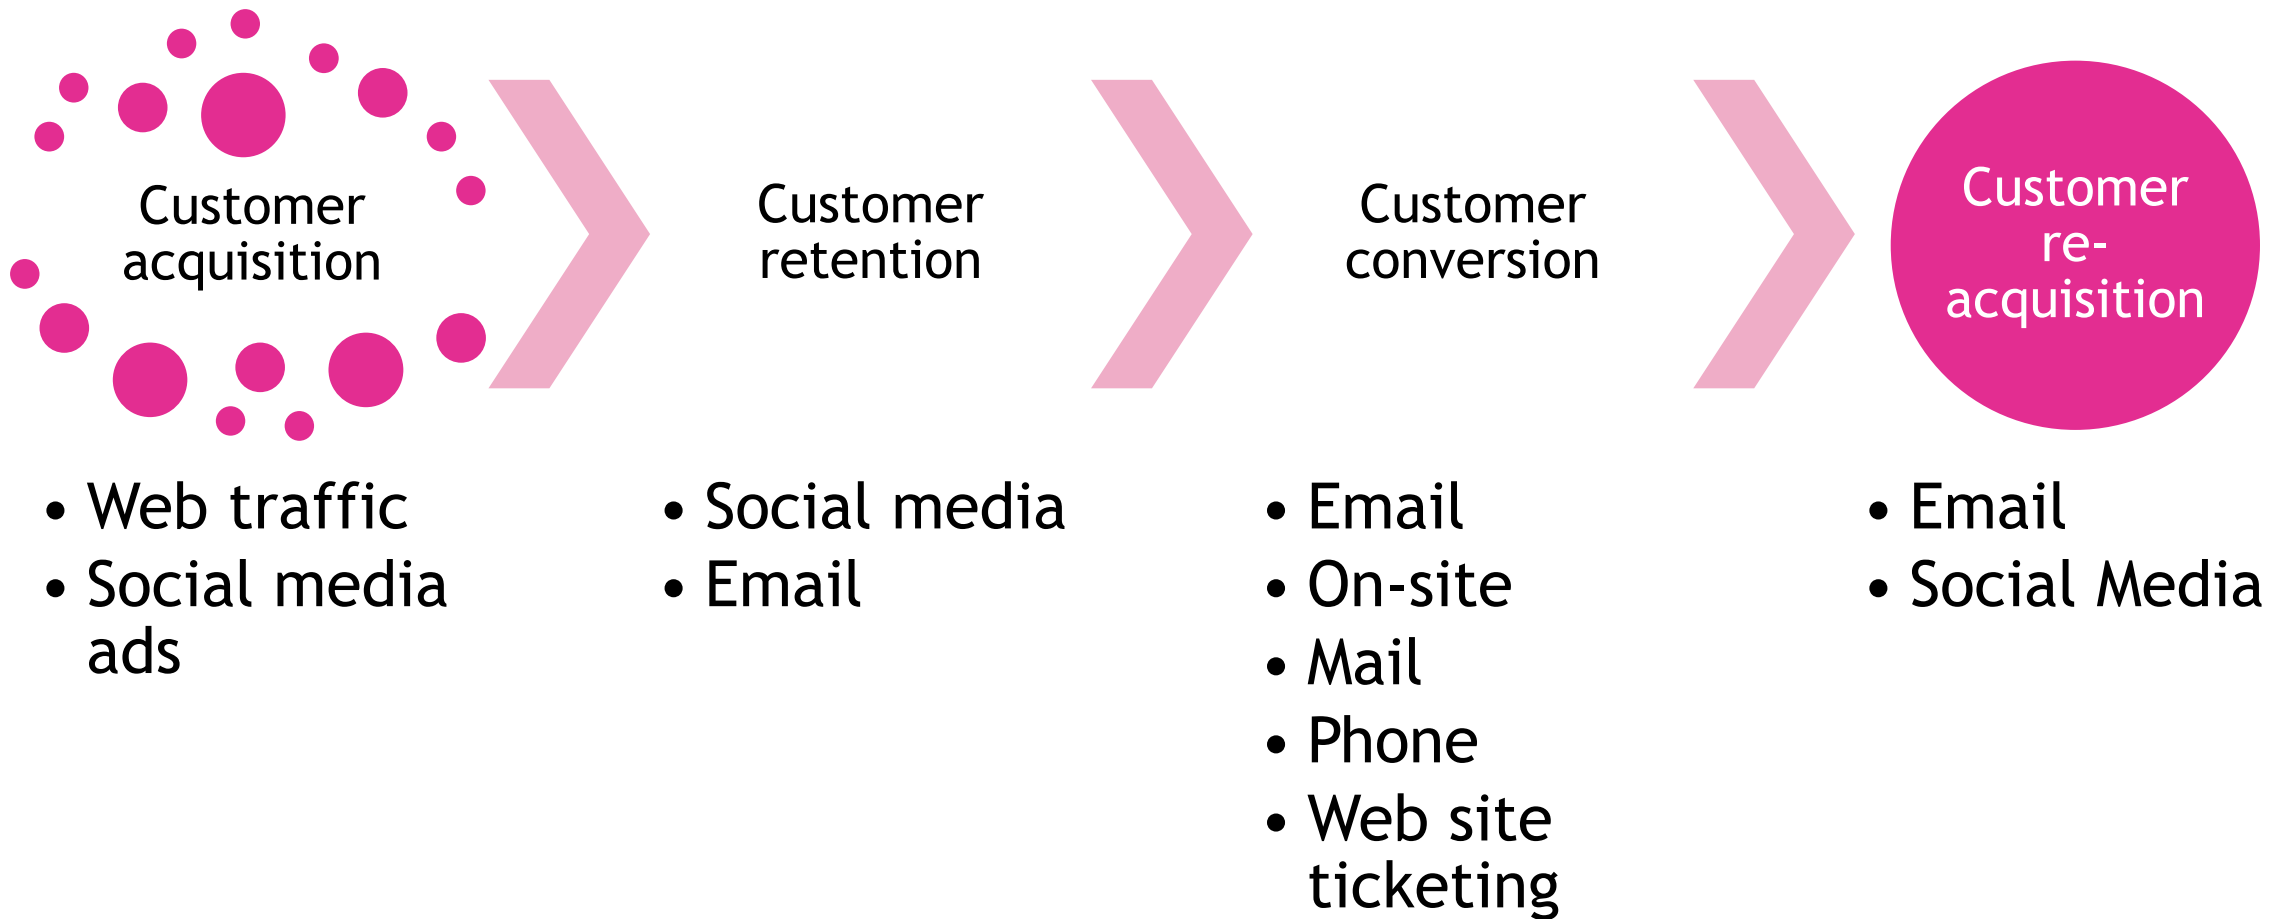 Customer
acquisition
• Web traffic
• Social media
ads
Customer
retention
• Social media
• Email
Customer
conversion
• Email
• On-site
• Mail
• Phone
• Web site
ticketing
Customer
re-
acquisition
• Email
• Social Media